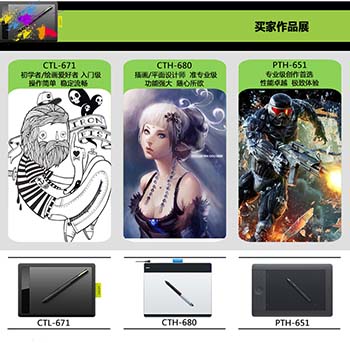 买家作品展
CTL-671
初学者/绘画爱好者 入门级
操作简单 稳定流畅
CTH-680
插画/平面设计师 准专业级
功能强大 随心所欲
PTH-651
专业级创作首选
性能卓越 极致体验
IRON
CTL-671
CTH-680
PTH-651